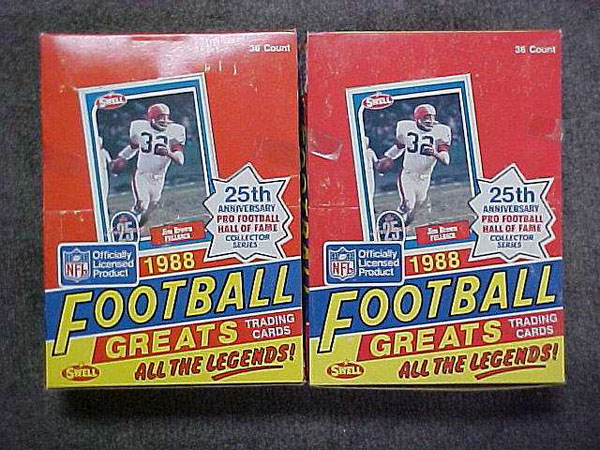 36 Count
SWELL
32
25th
ANNIVERSARY
PRO FOOTBALL
HALL OF FAME
COLLECTOR
SERIES
25
Jim Brown
FULLBACK
NFL
Officially
Licensed
Product
1988
FOOTBALL
GREATS
TRADING
CARDS
SWELL
ALL THE LEGENDS!
36 Count
SWELL
32
25th
ANNIVERSARY
PRO FOOTBALL
HALL OF FAME
COLLECTOR
SERIES
25
Jim Brown
FULLBACK
NFL
Officially
Licensed
Product
1988
FOOTBALL
GREATS
TRADING
CARDS
SWELL
ALL THE LEGENDS!